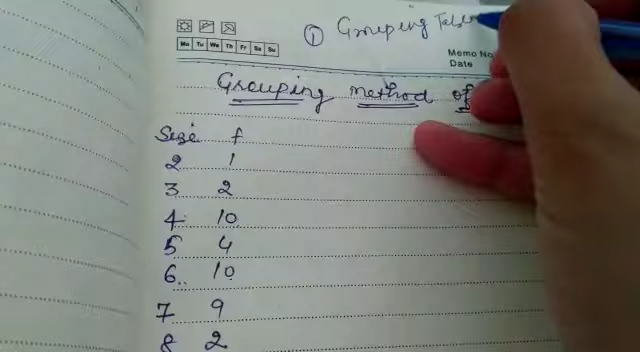 ① Grouping Table
Mo Tu We Th Fr Sa Su
Memo No
Date
Grouping method of
Size f
2 1
3 2
4 10
5 4
6 10
7 9
8 2